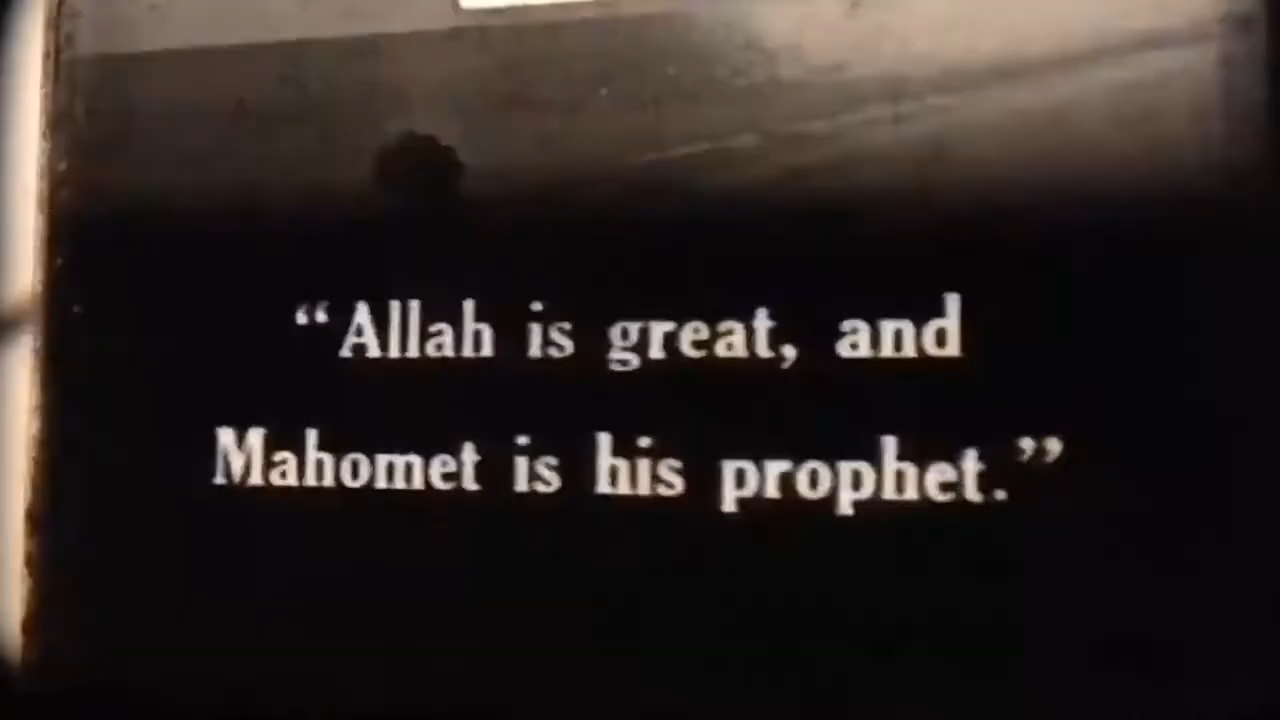 “Allah is great, and
Mahomet is his prophet.”